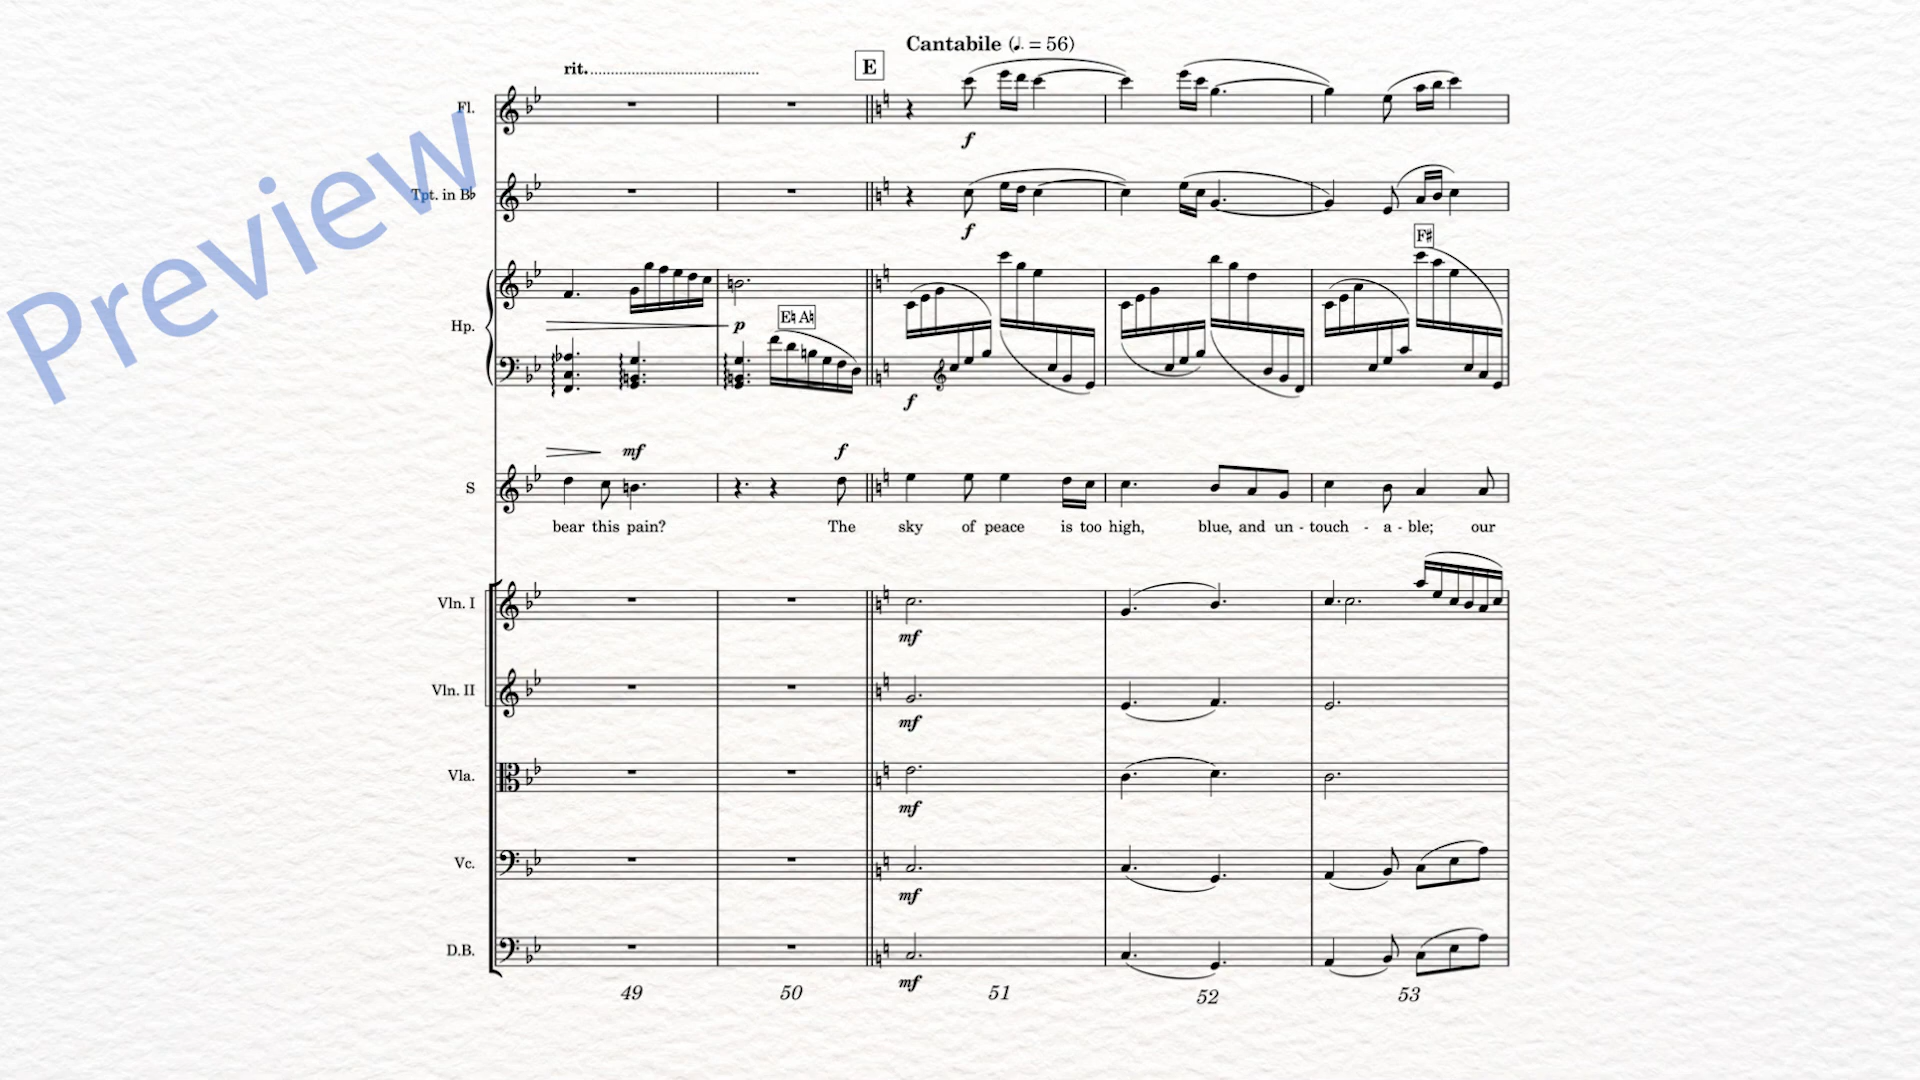 Cantabile (♩. = 56)
rit.
E
Fl.
f
Tpt. in B♭
f
F♯
Hp.
p
E♮ A♮
f
mf
f
S
bear this pain? The sky of peace is too high, blue, and un - touch - a - ble; our
Vln. I
mf
Vln. II
mf
Vla.
mf
Vc.
mf
D.B.
mf
49 50 51 52 53
Preview